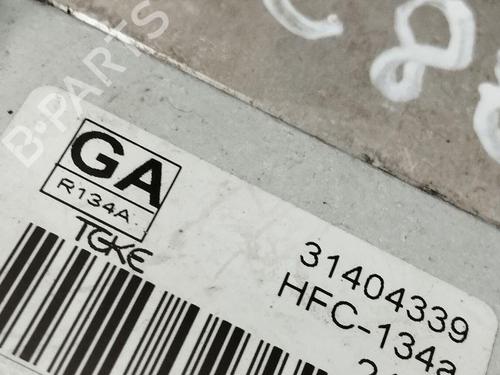 B-PARTS
GA
R134A
TGKE
31404339
HFC-134a